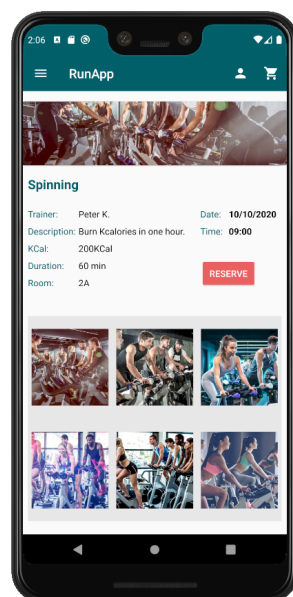 2:06
RunApp
Spinning
Trainer: Peter K. Date: 10/10/2020
Description: Burn Kcalories in one hour. Time: 09:00
KCal: 200KCal
Duration: 60 min
RESERVE
Room: 2A